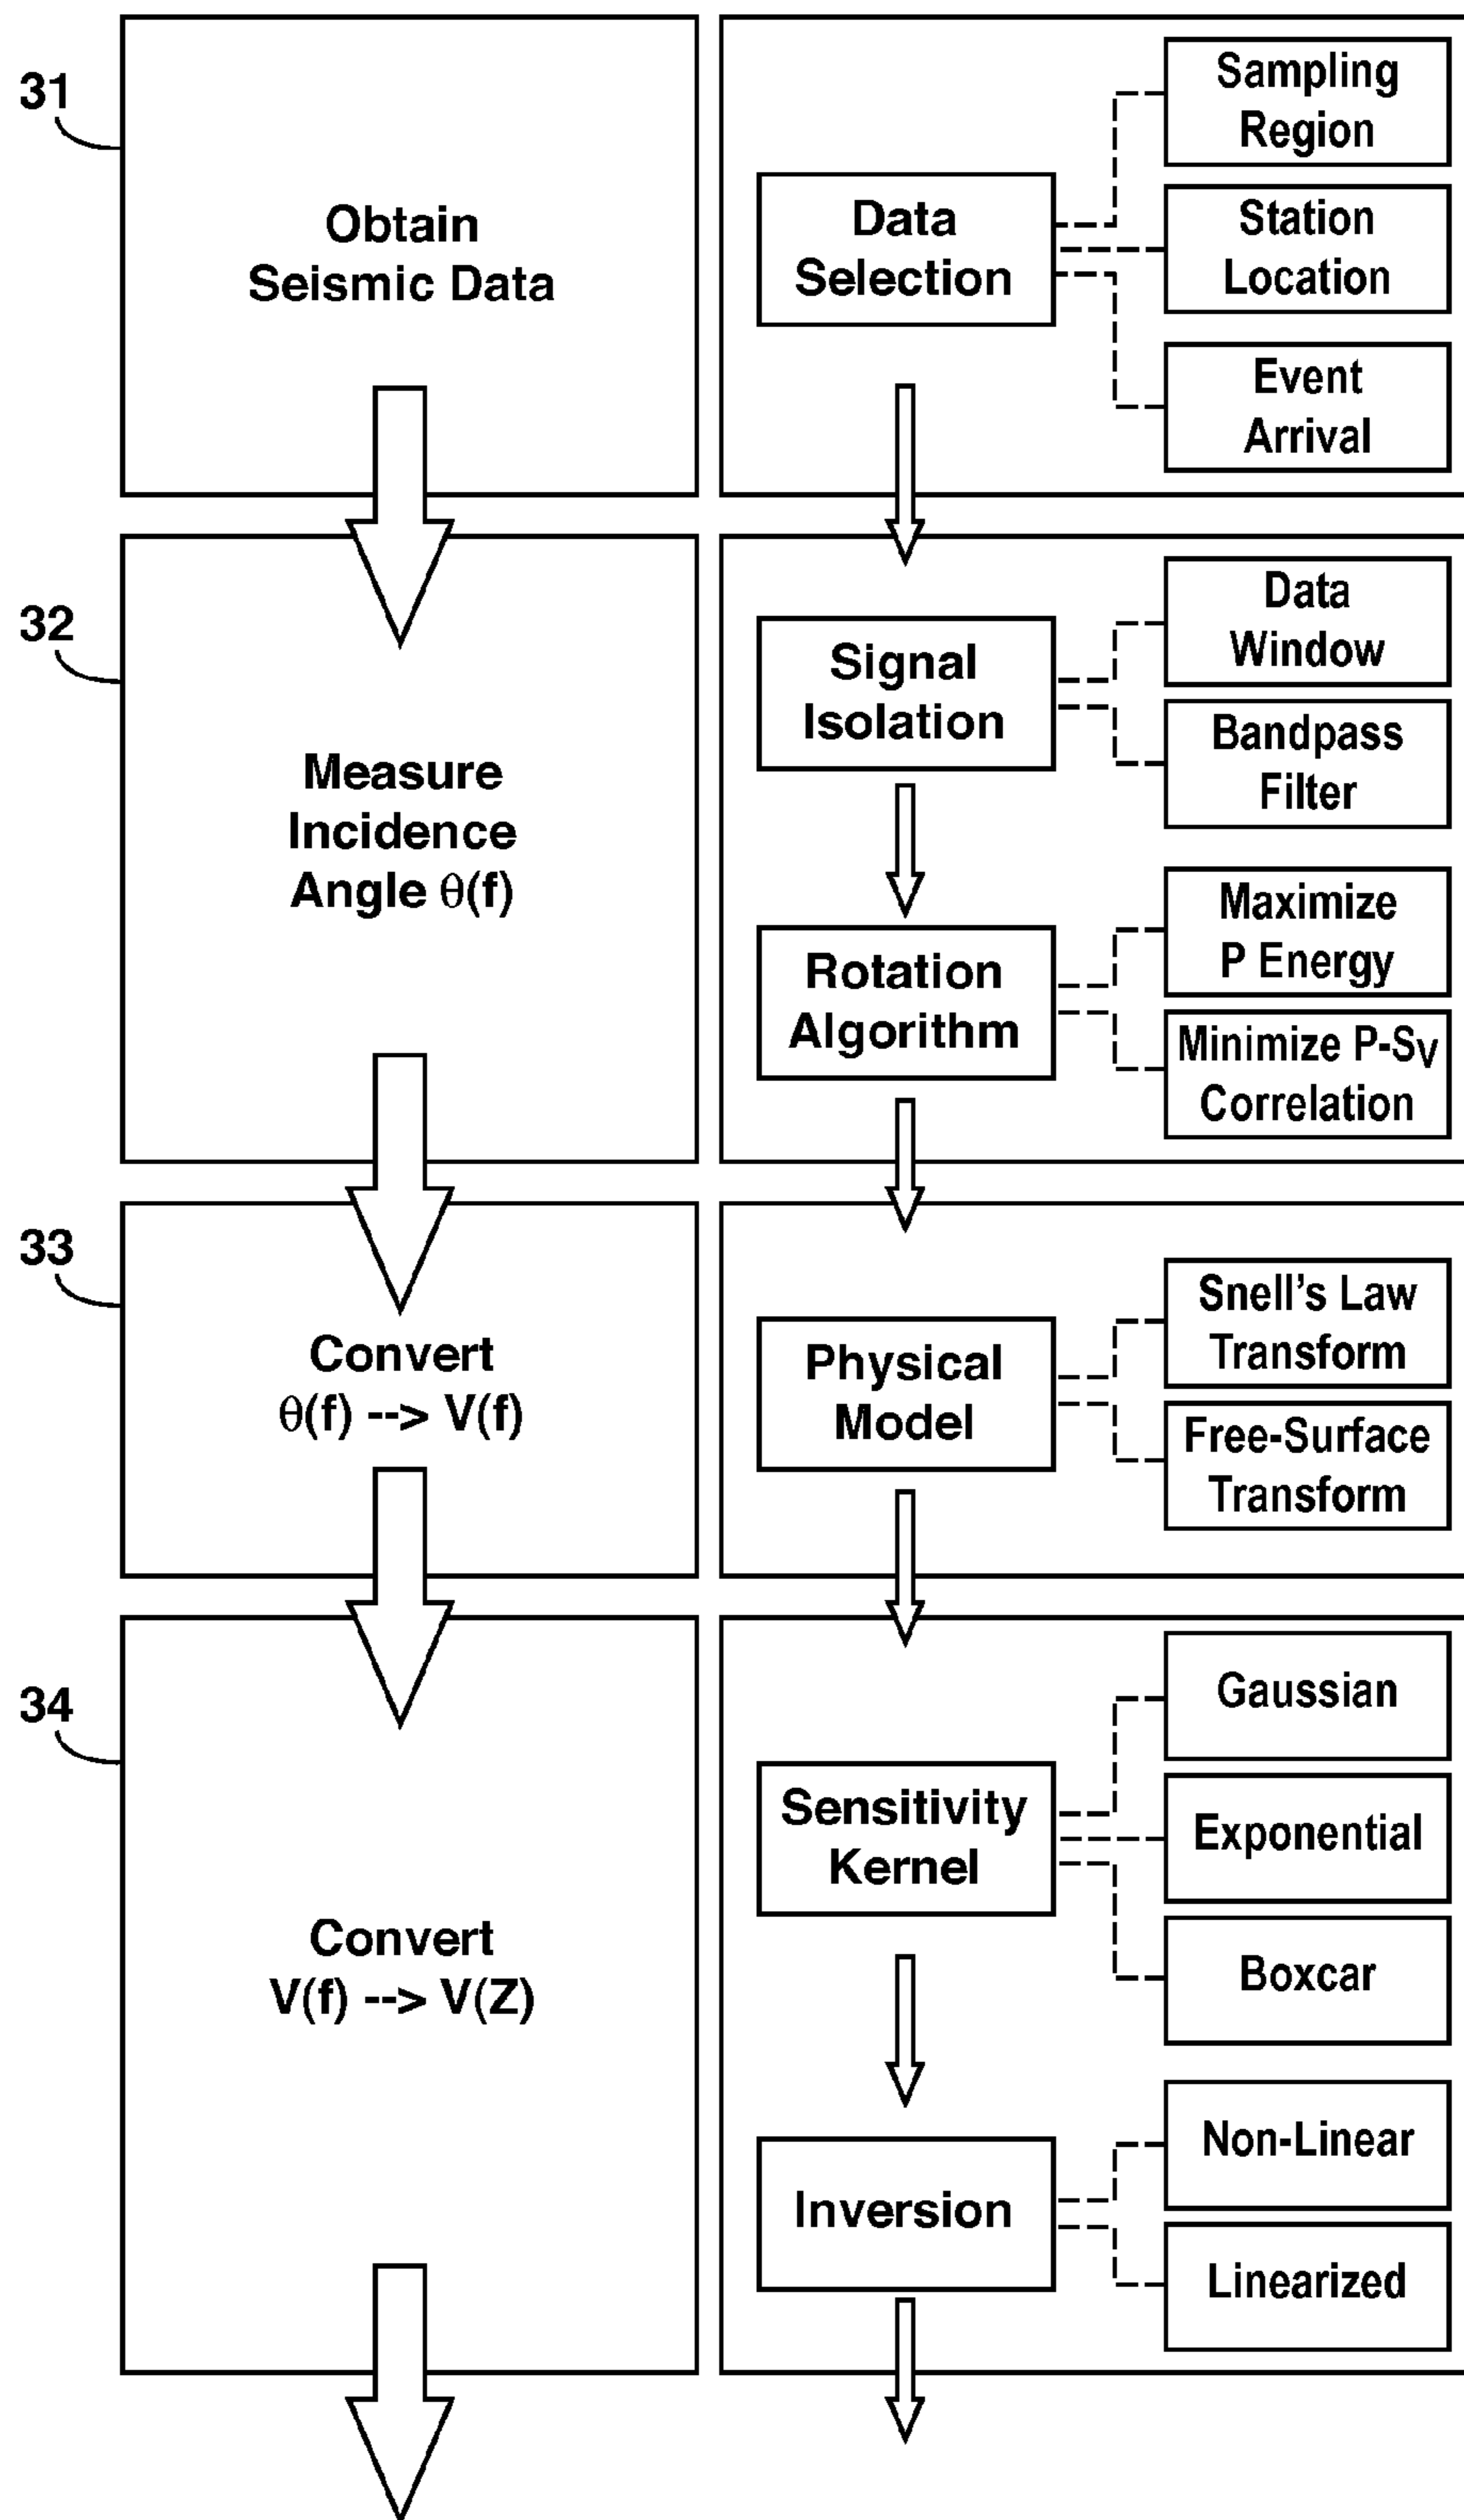 31
Obtain
Seismic Data
Data
Selection
Sampling
Region
Station
Location
Event
Arrival
32
Measure
Incidence
Angle θ(f)
Signal
Isolation
Data
Window
Bandpass
Filter
Rotation
Algorithm
Maximize
P Energy
Minimize P-SV
Correlation
33
Convert
θ(f) --> V(f)
Physical
Model
Snell's Law
Transform
Free-Surface
Transform
34
Convert
V(f) --> V(Z)
Sensitivity
Kernel
Gaussian
Exponential
Boxcar
Inversion
Non-Linear
Linearized